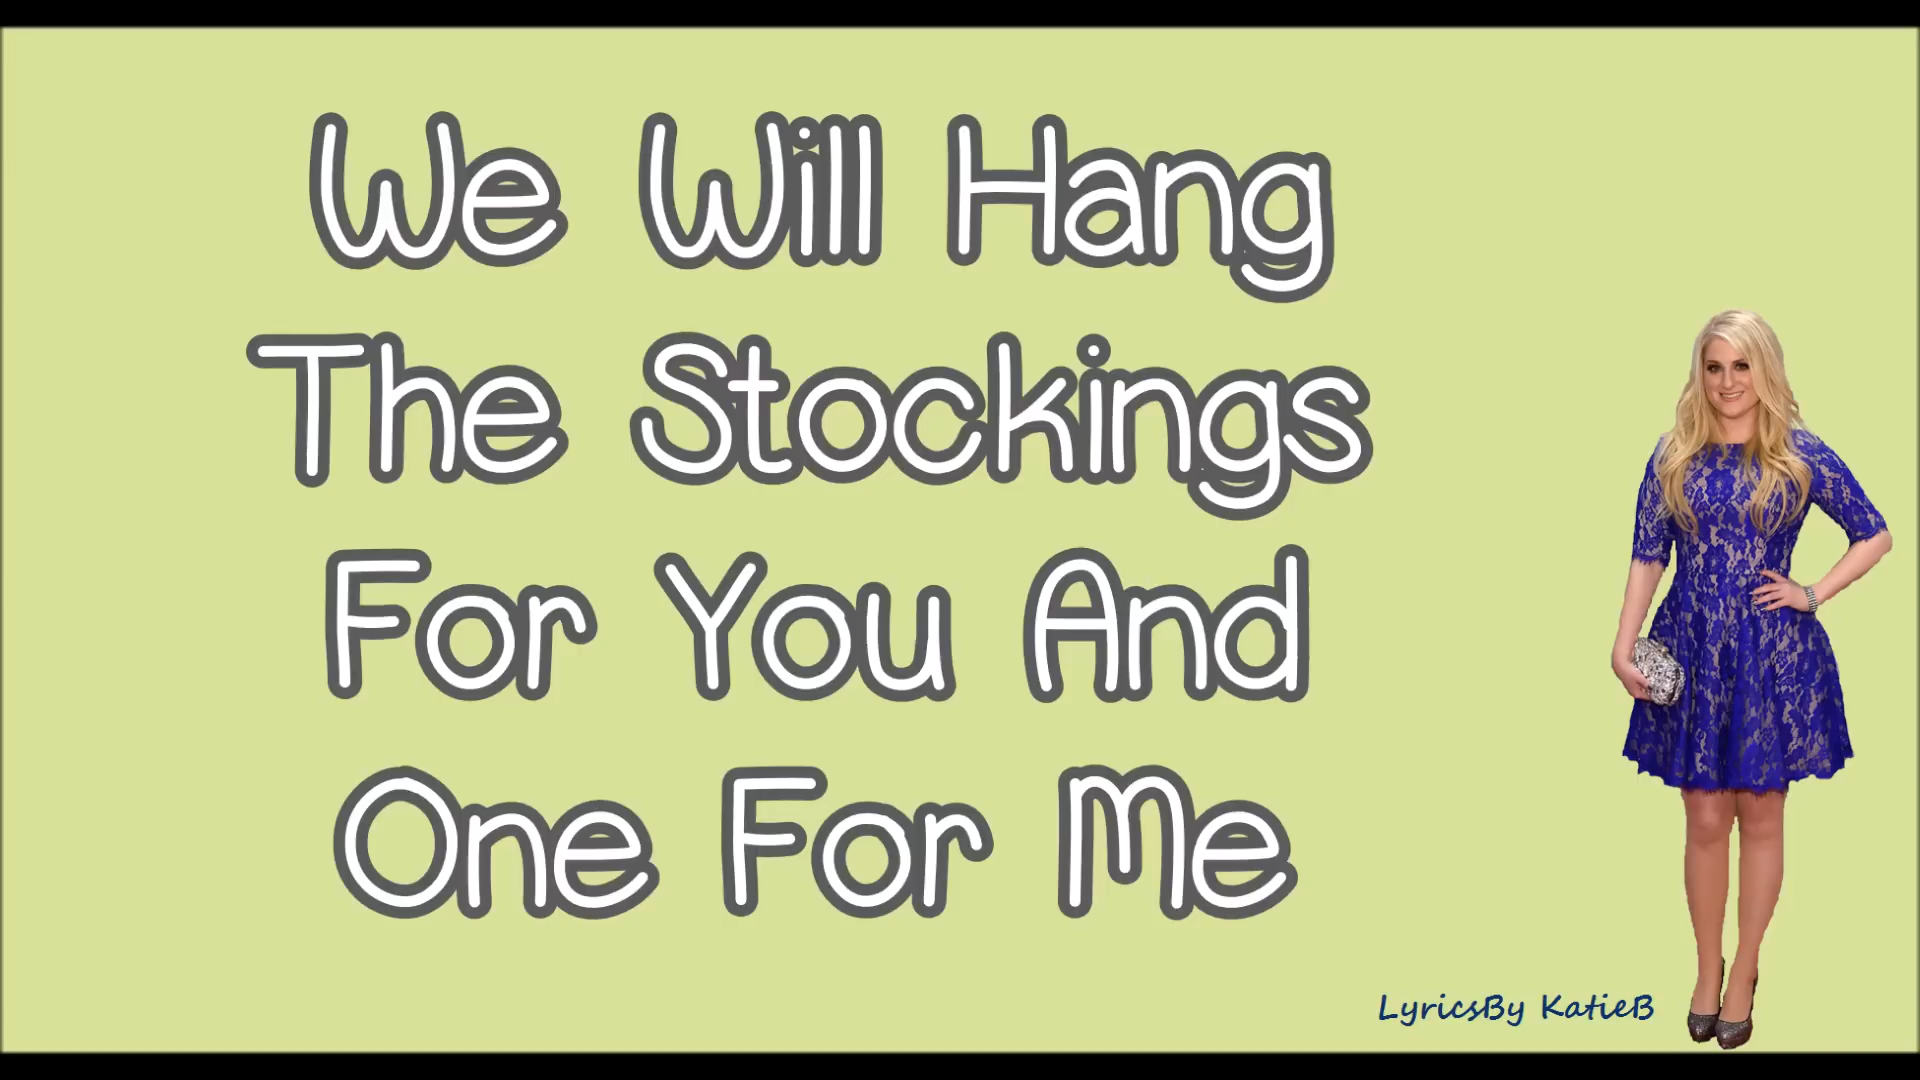 We Will Hang
The Stockings
For You And
One For Me
LyricsBy KatieB